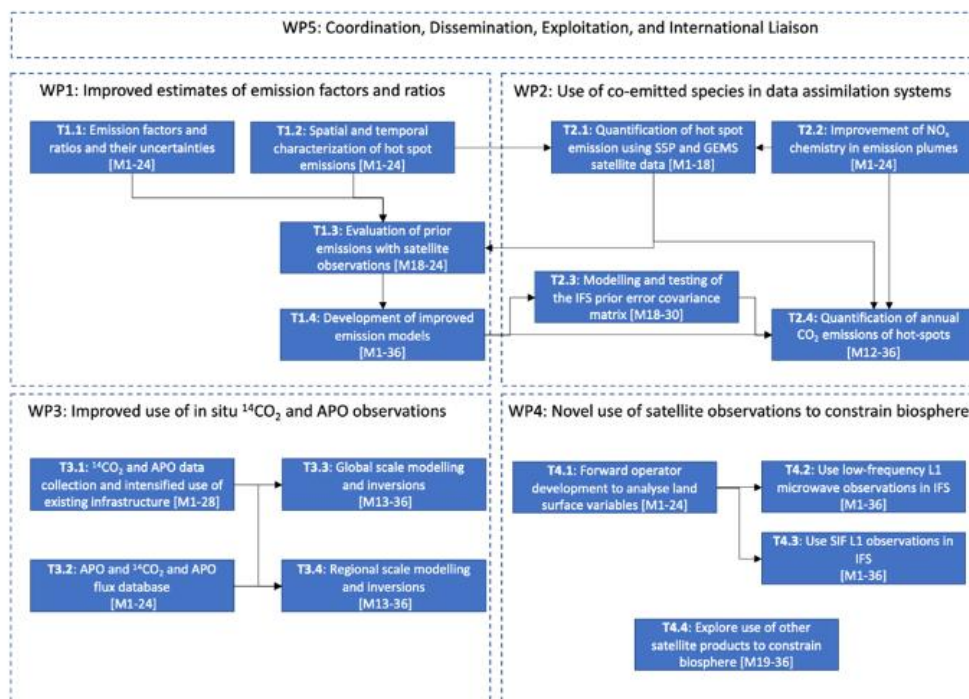 WP5: Coordination, Dissemination, Exploitation, and International Liaison
WP1: Improved estimates of emission factors and ratios
T1.1: Emission factors and
ratios and their uncertainties
[M1-24]
T1.2: Spatial and temporal
characterization of hot spot
emissions [M1-24]
T1.3: Evaluation of prior
emissions with satellite
observations [M18-24]
T1.4: Development of improved
emission models
[M1-36]
WP2: Use of co-emitted species in data assimilation systems
T2.1: Quantification of hot spot
emission using S5P and GEMS
satellite data [M1-18]
T2.2: Improvement of NOₓ
chemistry in emission plumes
[M1-24]
T2.3: Modelling and testing of
the IFS prior error covariance
matrix [M18-30]
T2.4: Quantification of annual
CO₂ emissions of hot-spots
[M12-36]
WP3: Improved use of in situ ¹⁴CO₂ and APO observations
T3.1: ¹⁴CO₂ and APO data
collection and intensified use of
existing infrastructure [M1-28]
T3.3: Global scale modelling
and inversions
[M13-36]
T3.2: APO and ¹⁴CO₂ and APO
flux database
[M1-24]
T3.4: Regional scale modelling
and inversions
[M13-36]
WP4: Novel use of satellite observations to constrain biosphere
T4.1: Forward operator
development to analyse land
surface variables [M1-24]
T4.2: Use low-frequency L1
microwave observations in IFS
[M1-36]
T4.3: Use SIF L1 observations in
IFS
[M1-36]
T4.4: Explore use of other
satellite products to constrain
biosphere [M19-36]